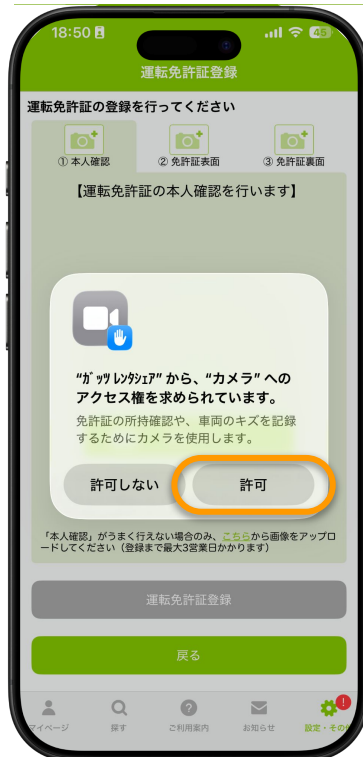 18:50
45
運転免許証登録
運転免許証の登録を行ってください
① 本人確認
② 免許証表面
③ 免許証裏面
【運転免許証の本人確認を行います】
“ガッツレンタシェア” から、“カメラ” への
アクセス権を求められています。
免許証の所持確認や、車両のキズを記録
するためにカメラを使用します。
許可しない
許可
「本人確認」がうまく行えない場合のみ、こちらから画像をアップロ
ードしてください（登録まで最大3営業日かかります）
運転免許証登録
戻る
マイページ
探す
ご利用案内
お知らせ
設定・その他